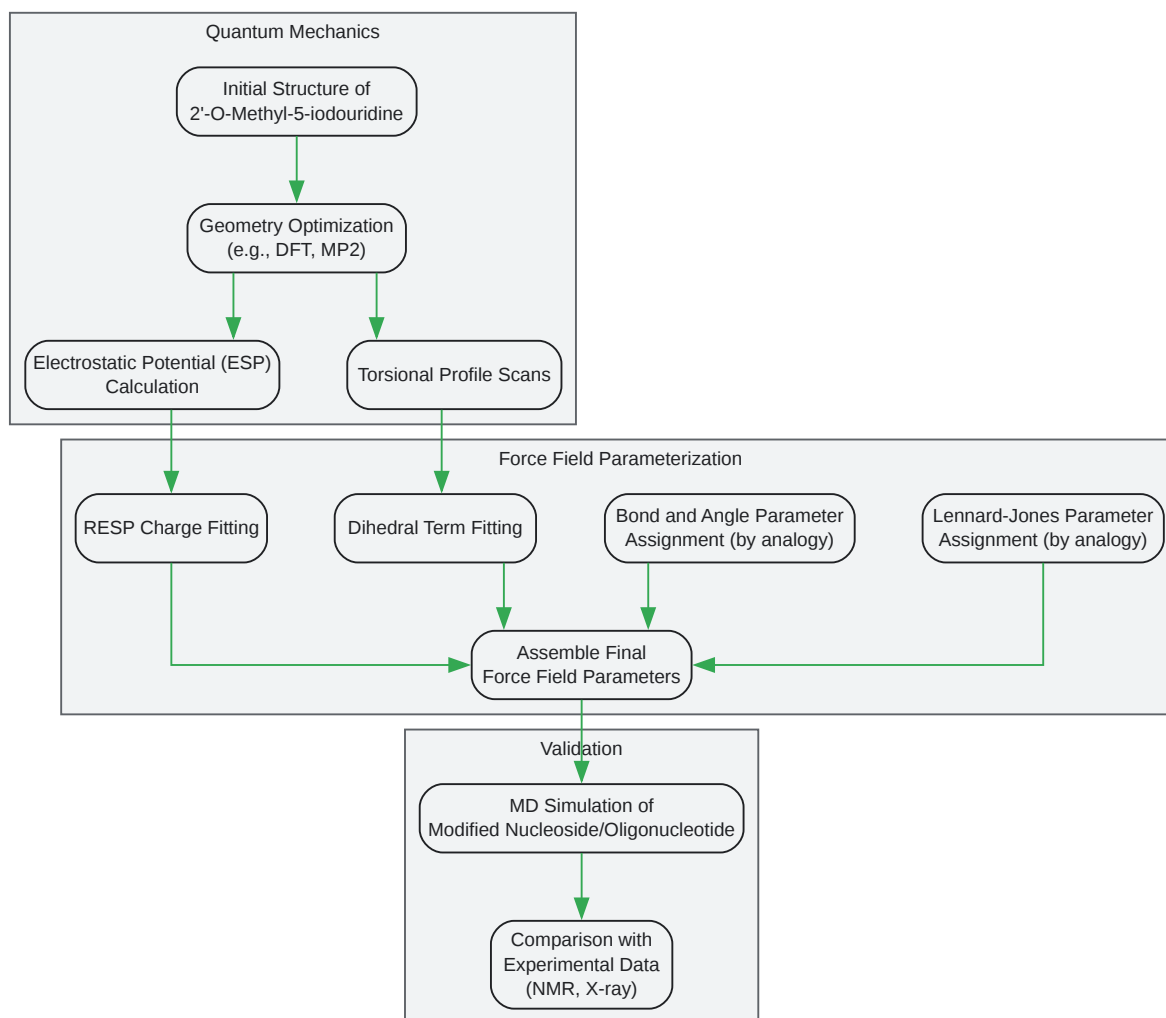 Quantum Mechanics
Initial Structure of
2'-O-Methyl-5-iodouridine
Geometry Optimization
(e.g., DFT, MP2)
Electrostatic Potential (ESP)
Calculation
Torsional Profile Scans
Force Field Parameterization
RESP Charge Fitting
Dihedral Term Fitting
Bond and Angle Parameter
Assignment (by analogy)
Lennard-Jones Parameter
Assignment (by analogy)
Assemble Final
Force Field Parameters
Validation
MD Simulation of
Modified Nucleoside/Oligonucleotide
Comparison with
Experimental Data
(NMR, X-ray)